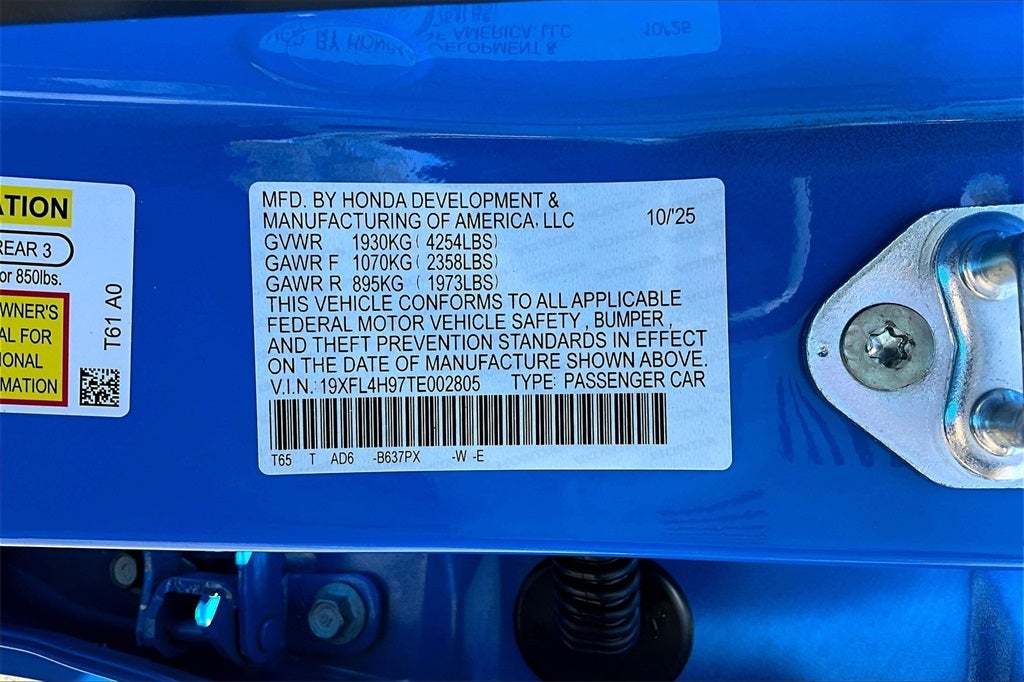 MFD. BY HONDA DEVELOPMENT &
MANUFACTURING OF AMERICA, LLC 10/'25
GVWR 1930KG ( 4254LBS)
GAWR F 1070KG ( 2358LBS)
GAWR R 895KG ( 1973LBS)
THIS VEHICLE CONFORMS TO ALL APPLICABLE
FEDERAL MOTOR VEHICLE SAFETY, BUMPER,
AND THEFT PREVENTION STANDARDS IN EFFECT
ON THE DATE OF MANUFACTURE SHOWN ABOVE.
V.I.N.: 19XFL4H97TE002805 TYPE: PASSENGER CAR
T65 T AD6 -B637PX -W -E
ATION
REAR 3
or 850lbs.
WNER'S
AL FOR
IONAL
MATION
T61 A0